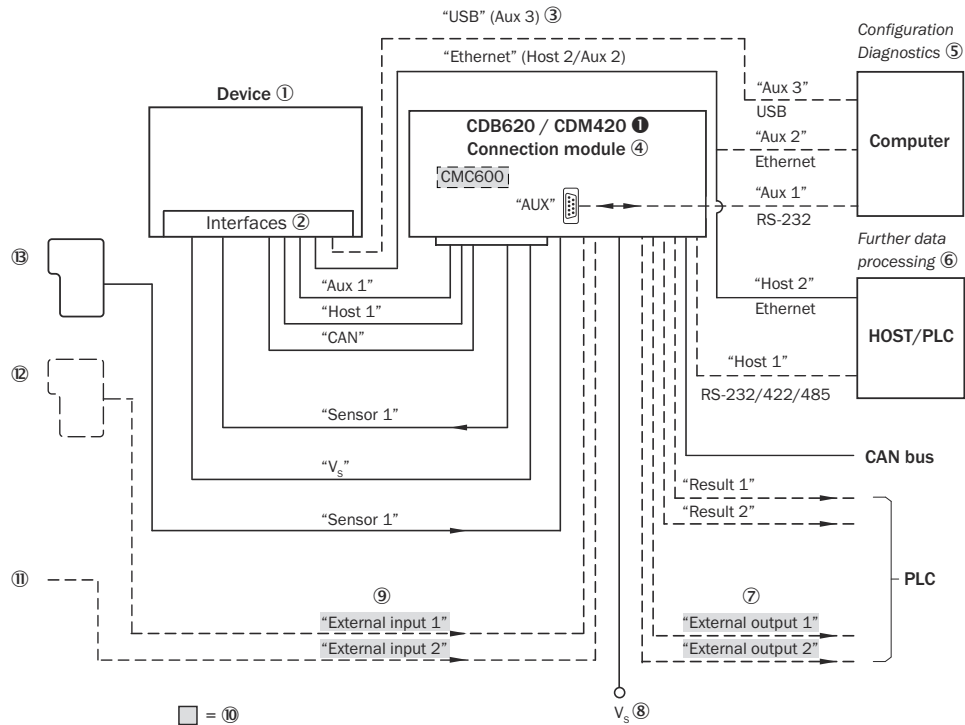 “USB” (Aux 3) ③
Configuration
Diagnostics ⑤
“Ethernet” (Host 2/Aux 2)
Device ①
“Aux 3”
USB
CDB620 / CDM420 ❶
Connection module ④
Computer
“Aux 2”
Ethernet
CMC600
“AUX”
“Aux 1”
RS-232
Interfaces ②
Further data
processing ⑥
⑬
“Aux 1”
“Host 2”
Ethernet
“Host 1”
HOST/PLC
“CAN”
“Host 1”
RS-232/422/485
⑫
“Sensor 1”
CAN bus
“Vs”
“Result 1”
“Result 2”
“Sensor 1”
PLC
⑪
⑨
⑦
“External input 1”
“External output 1”
“External input 2”
“External output 2”
= ⑩
Vs ⑧